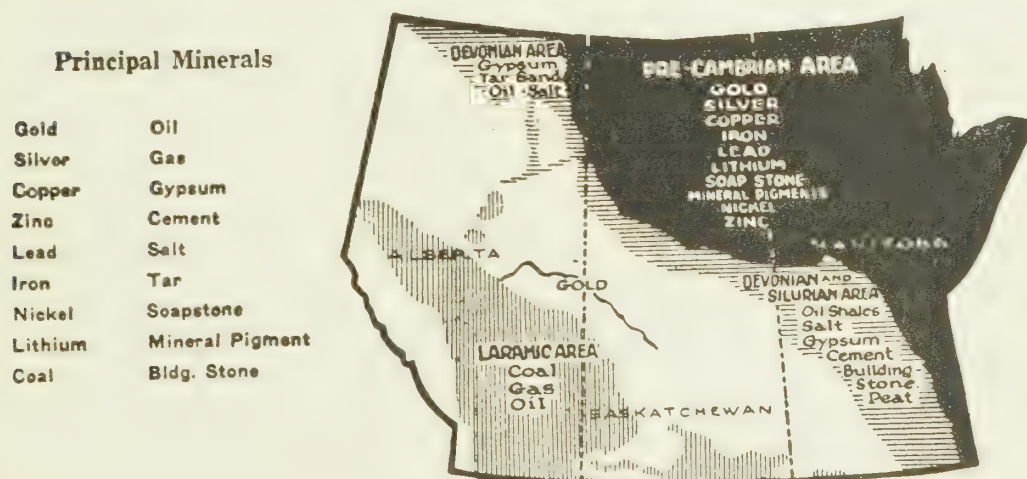 Principal Minerals
Gold Oil
Silver Gas
Copper Gypsum
Zinc Cement
Lead Salt
Iron Tar
Nickel Soapstone
Lithium Mineral Pigment
Coal Bldg. Stone
DEVONIAN AREA
Gypsum
Tar Sand
Oil Salt
PRE-CAMBRIAN AREA
GOLD
SILVER
COPPER
IRON
LEAD
LITHIUM
SOAP STONE
MINERAL PIGMENTS
NICKEL
ZINC
MANITOBA
ALBERTA
GOLD
DEVONIAN AND
SILURIAN AREA
Oil Shales
Salt
Gypsum
Cement
Building
Stone
Peat
LARAMIC AREA
Coal
Gas
Oil
SASKATCHEWAN